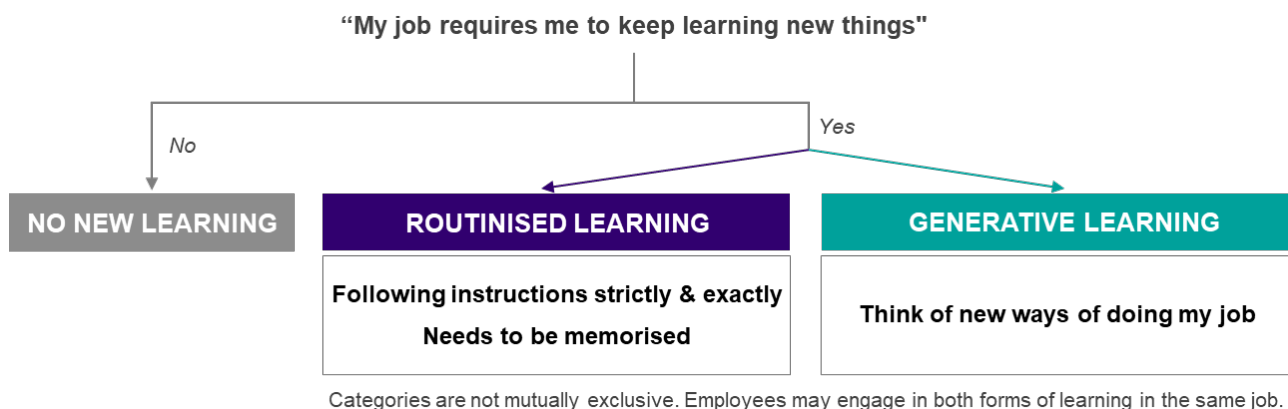 “My job requires me to keep learning new things"
No
Yes
NO NEW LEARNING
ROUTINISED LEARNING
GENERATIVE LEARNING
Following instructions strictly & exactly
Needs to be memorised
Think of new ways of doing my job
Categories are not mutually exclusive. Employees may engage in both forms of learning in the same job.